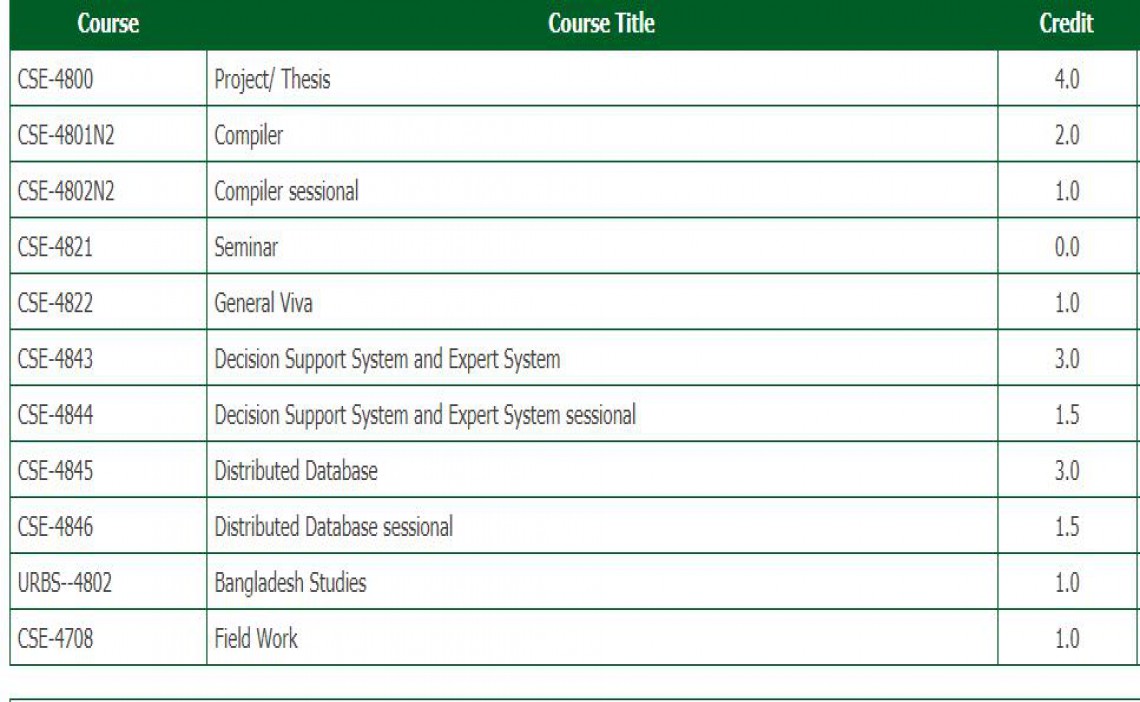 Course Course Title Credit
CSE-4800 Project/ Thesis 4.0
CSE-4801N2 Compiler 2.0
CSE-4802N2 Compiler sessional 1.0
CSE-4821 Seminar 0.0
CSE-4822 General Viva 1.0
CSE-4843 Decision Support System and Expert System 3.0
CSE-4844 Decision Support System and Expert System sessional 1.5
CSE-4845 Distributed Database 3.0
CSE-4846 Distributed Database sessional 1.5
URBS--4802 Bangladesh Studies 1.0
CSE-4708 Field Work 1.0